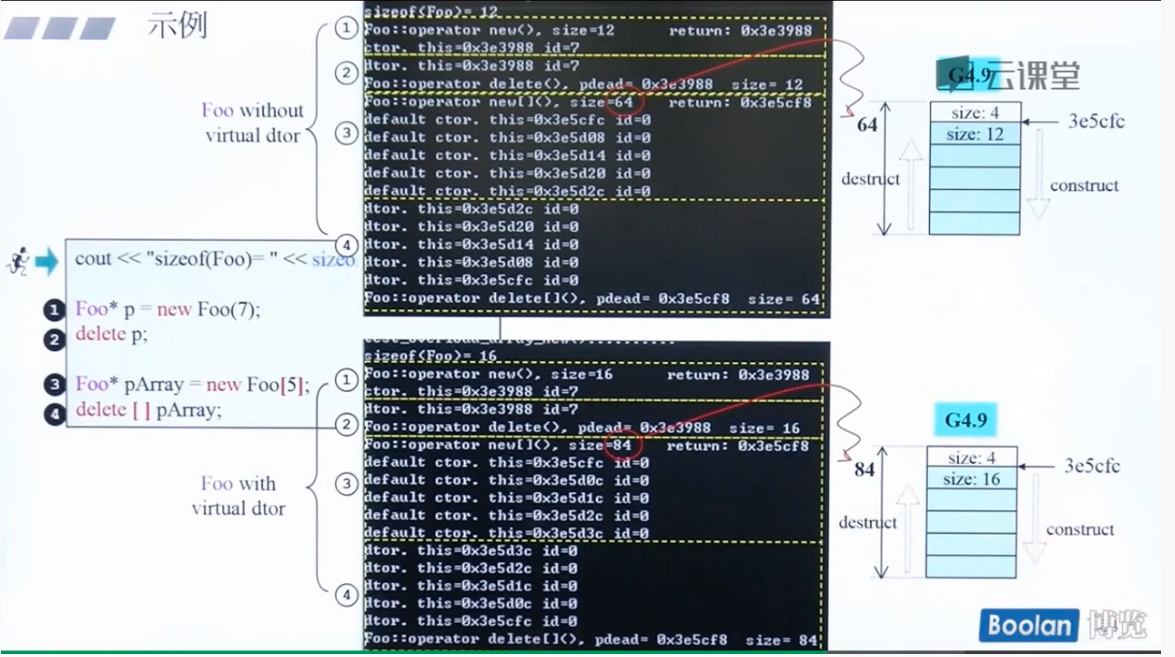 示例
Foo without
virtual dtor
cout << "sizeof(Foo)= " << sizeo
1 Foo* p = new Foo(7);
2 delete p;
3 Foo* pArray = new Foo[5];
4 delete [ ] pArray;
Foo with
virtual dtor
sizeof(Foo)= 12
① Foo::operator new(), size=12 return: 0x3e3988
ctor. this=0x3e3988 id=7
② dtor. this=0x3e3988 id=7
Foo::operator delete(), pdead= 0x3e3988 size= 12
③ Foo::operator new[](), size=64 return: 0x3e5cf8
default ctor. this=0x3e5cfc id=0
default ctor. this=0x3e5d08 id=0
default ctor. this=0x3e5d14 id=0
default ctor. this=0x3e5d20 id=0
default ctor. this=0x3e5d2c id=0
④ dtor. this=0x3e5d2c id=0
dtor. this=0x3e5d20 id=0
dtor. this=0x3e5d14 id=0
dtor. this=0x3e5d08 id=0
dtor. this=0x3e5cfc id=0
Foo::operator delete[](), pdead= 0x3e5cf8 size= 64
G4.9
云课堂
64
size: 4
size: 12
3e5cfc
destruct
construct
sizeof(Foo)= 16
① Foo::operator new(), size=16 return: 0x3e3988
ctor. this=0x3e3988 id=7
② dtor. this=0x3e3988 id=7
Foo::operator delete(), pdead= 0x3e3988 size= 16
③ Foo::operator new[](), size=84 return: 0x3e5cf8
default ctor. this=0x3e5cfc id=0
default ctor. this=0x3e5d0c id=0
default ctor. this=0x3e5d1c id=0
default ctor. this=0x3e5d2c id=0
default ctor. this=0x3e5d3c id=0
④ dtor. this=0x3e5d3c id=0
dtor. this=0x3e5d2c id=0
dtor. this=0x3e5d1c id=0
dtor. this=0x3e5d0c id=0
dtor. this=0x3e5cfc id=0
Foo::operator delete[](), pdead= 0x3e5cf8 size= 84
G4.9
84
size: 4
size: 16
3e5cfc
destruct
construct
Boolan 博览